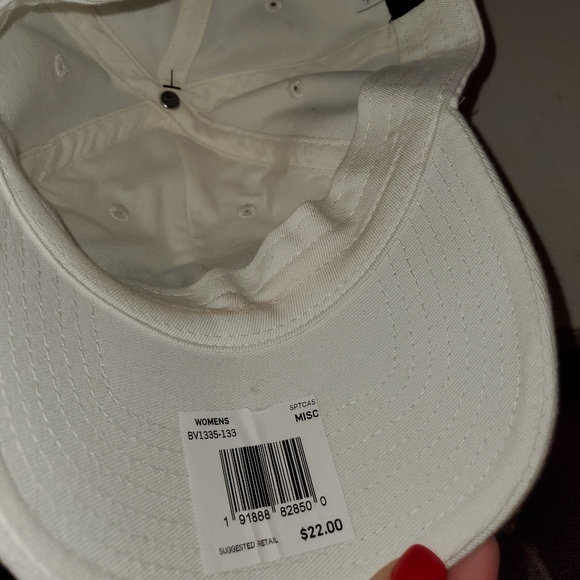 WOMENS
SPTCAS
BV1335-133
MISC
1 91888 82850 0
SUGGESTED RETAIL
$22.00